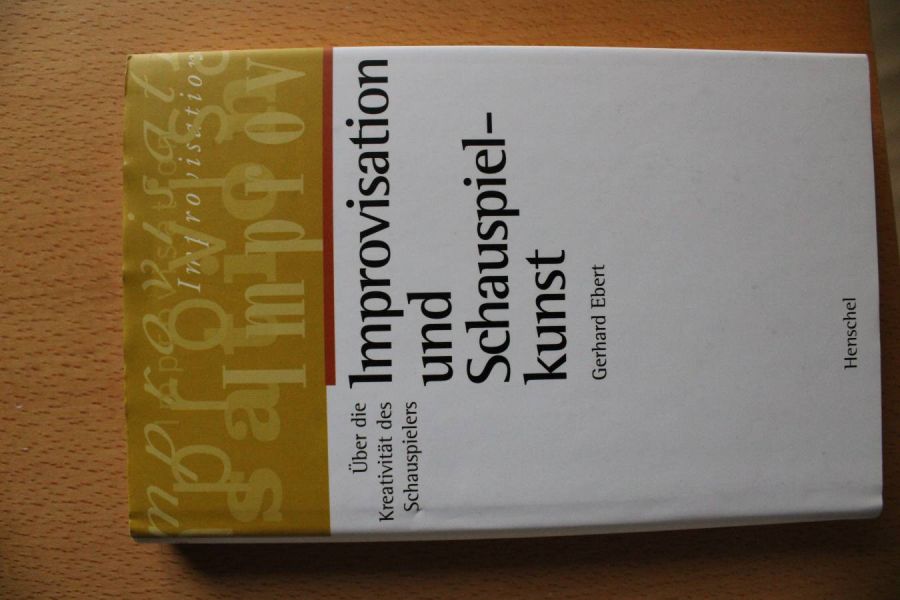 Improvisation
Über die
Kreativität des
Schauspielers
Improvisation
und
Schauspiel-
kunst
Gerhard Ebert
Henschel